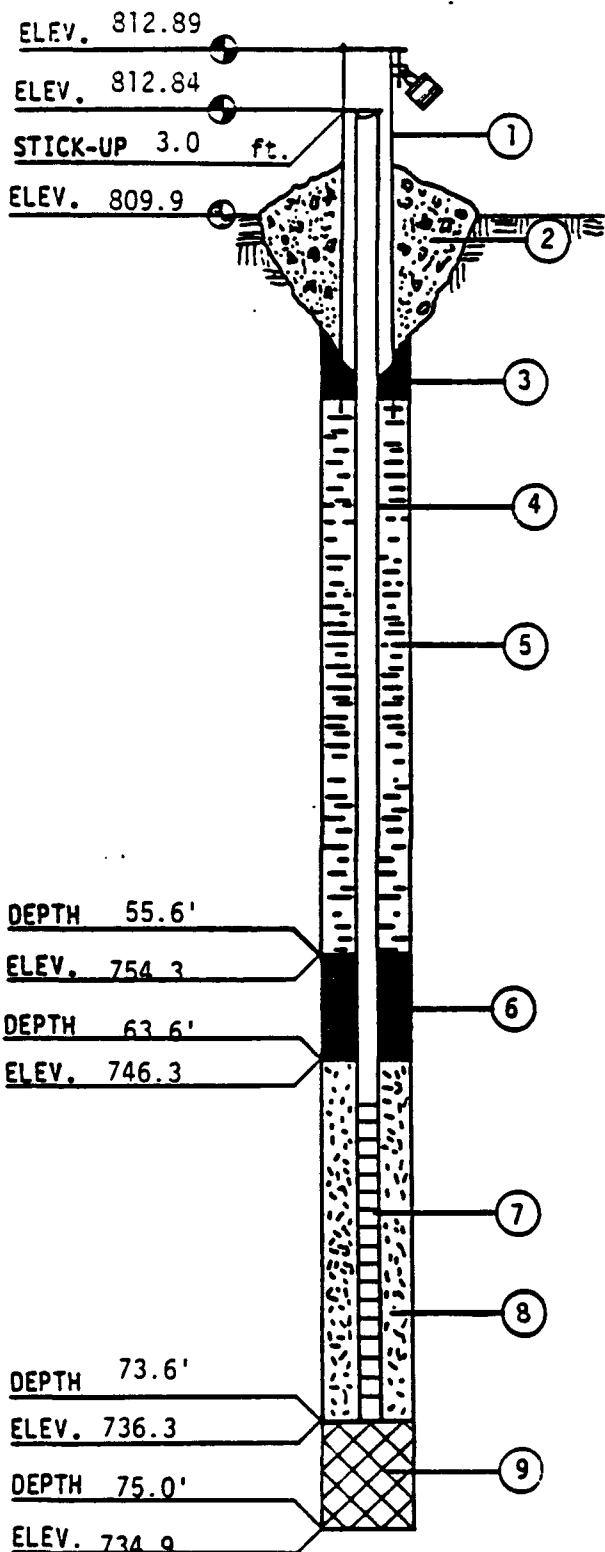 ELEV. 812.89
ELEV. 812.84
STICK-UP 3.0 ft.
1
ELEV. 809.9
2
3
4
5
DEPTH 55.6'
ELEV. 754.3
6
DEPTH 63.6'
ELEV. 746.3
7
8
DEPTH 73.6'
ELEV. 736.3
9
DEPTH 75.0'
ELEV. 734.9